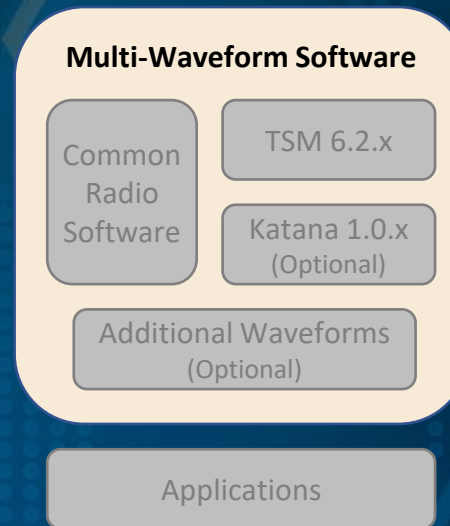 Multi-Waveform Software
Common
Radio
Software
TSM 6.2.x
Katana 1.0.x
(Optional)
Additional Waveforms
(Optional)
Applications